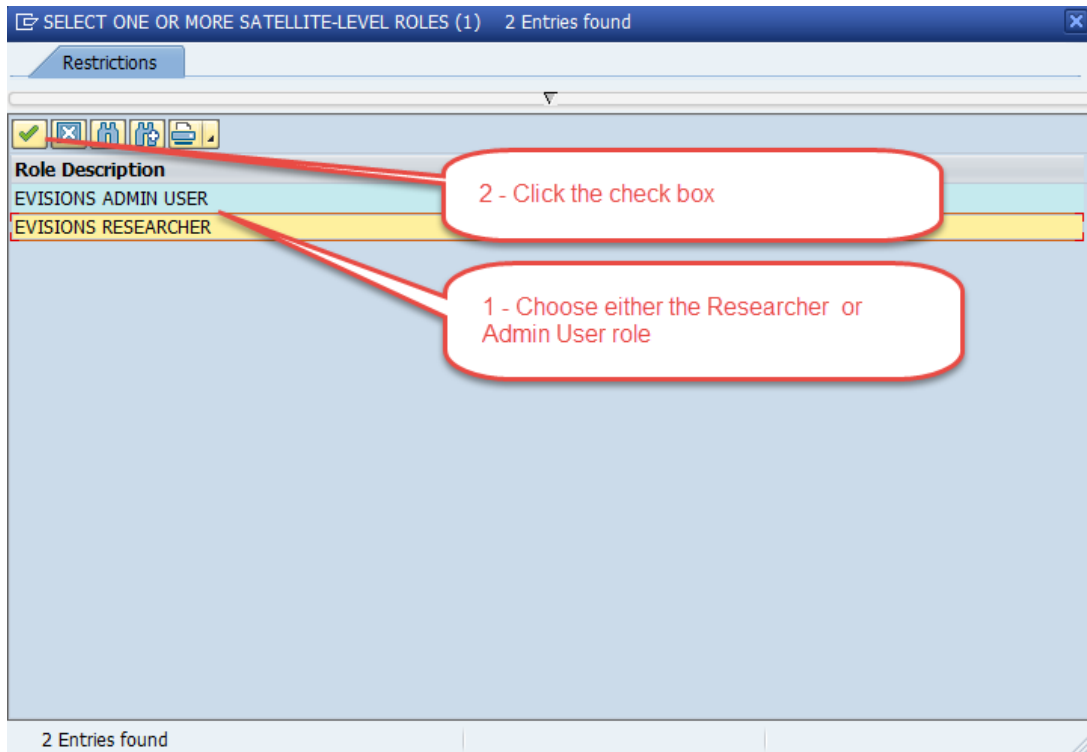 SELECT ONE OR MORE SATELLITE-LEVEL ROLES (1) 2 Entries found
Restrictions
Role Description
2 - Click the check box
EVISIONS ADMIN USER
EVISIONS RESEARCHER
1 - Choose either the Researcher or
Admin User role
2 Entries found